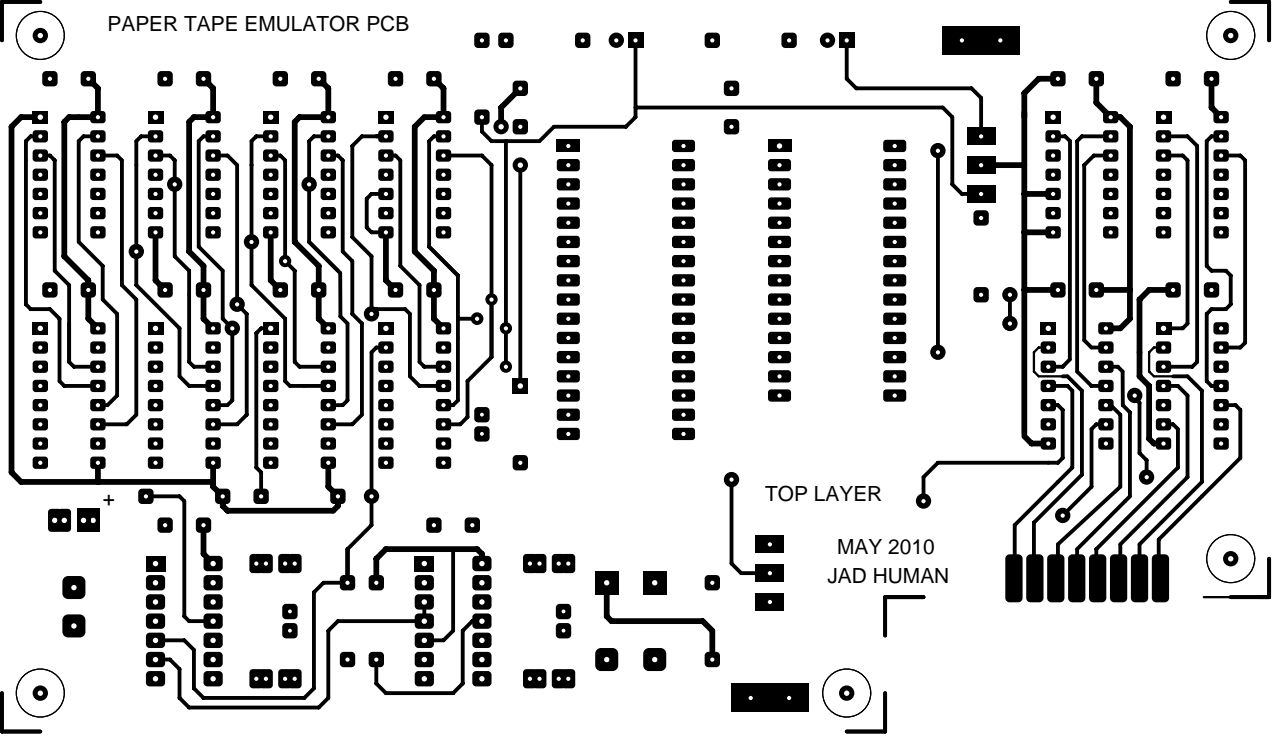 PAPER TAPE EMULATOR PCB
+
TOP LAYER
MAY 2010
JAD HUMAN